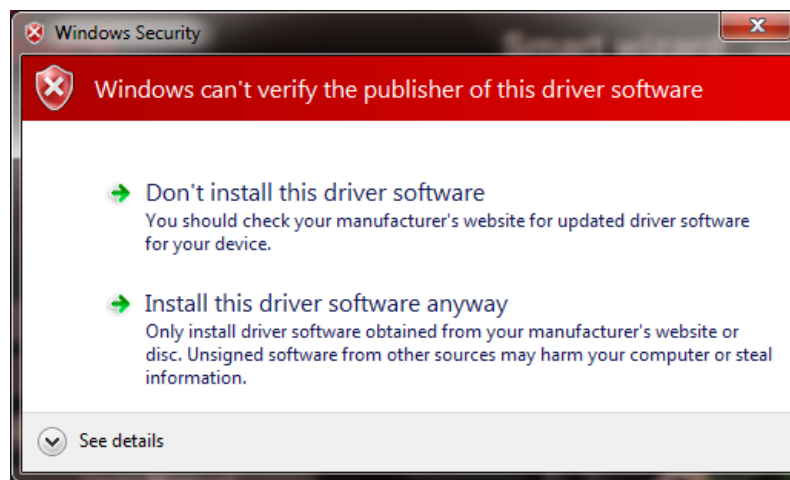 Windows Security
Smart wizard
Windows can't verify the publisher of this driver software
Don't install this driver software
You should check your manufacturer's website for updated driver software
for your device.
Install this driver software anyway
Only install driver software obtained from your manufacturer's website or
disc. Unsigned software from other sources may harm your computer or steal
information.
See details